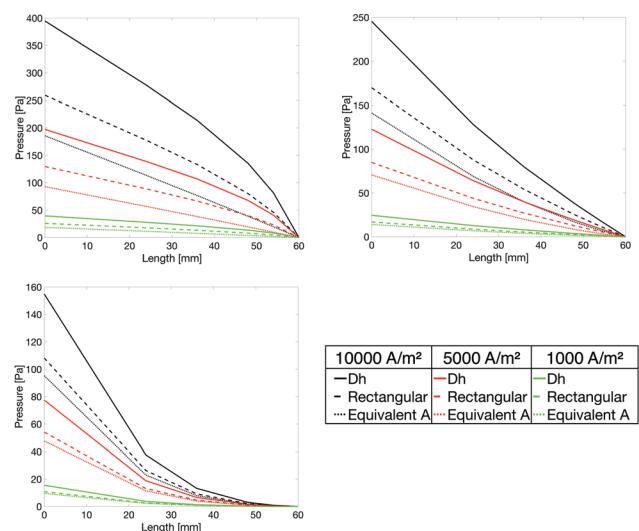 400
350
300
250
200
150
100
50
0
Pressure [Pa]
0 10 20 30 40 50 60
Length [mm]
250
200
150
100
50
0
Pressure [Pa]
0 10 20 30 40 50 60
Length [mm]
160
140
120
100
80
60
40
20
0
Pressure [Pa]
0 10 20 30 40 50 60
Length [mm]
10000 A/m² 5000 A/m² 1000 A/m²
Dh Dh Dh
Rectangular Rectangular Rectangular
Equivalent A Equivalent A Equivalent A